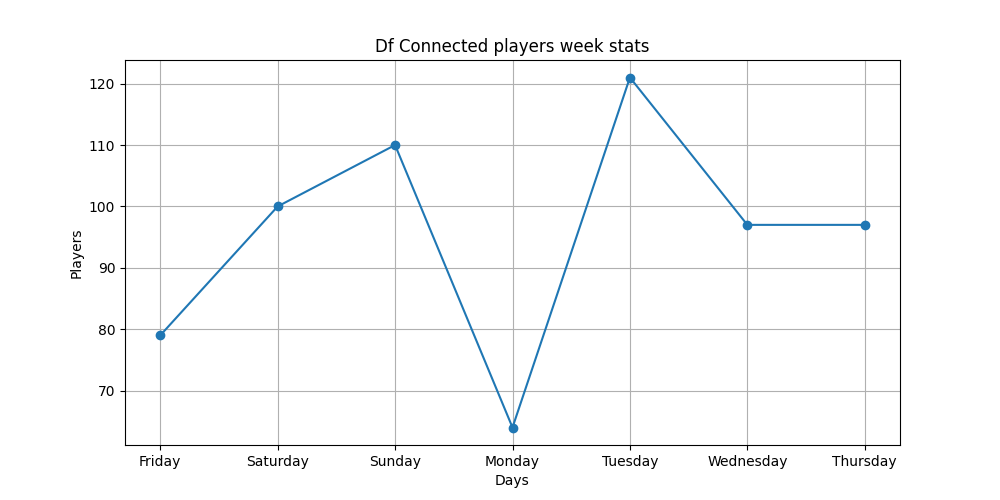 Df Connected players week stats
120
110
100
90
80
70
Players
Friday Saturday Sunday Monday Tuesday Wednesday Thursday
Days